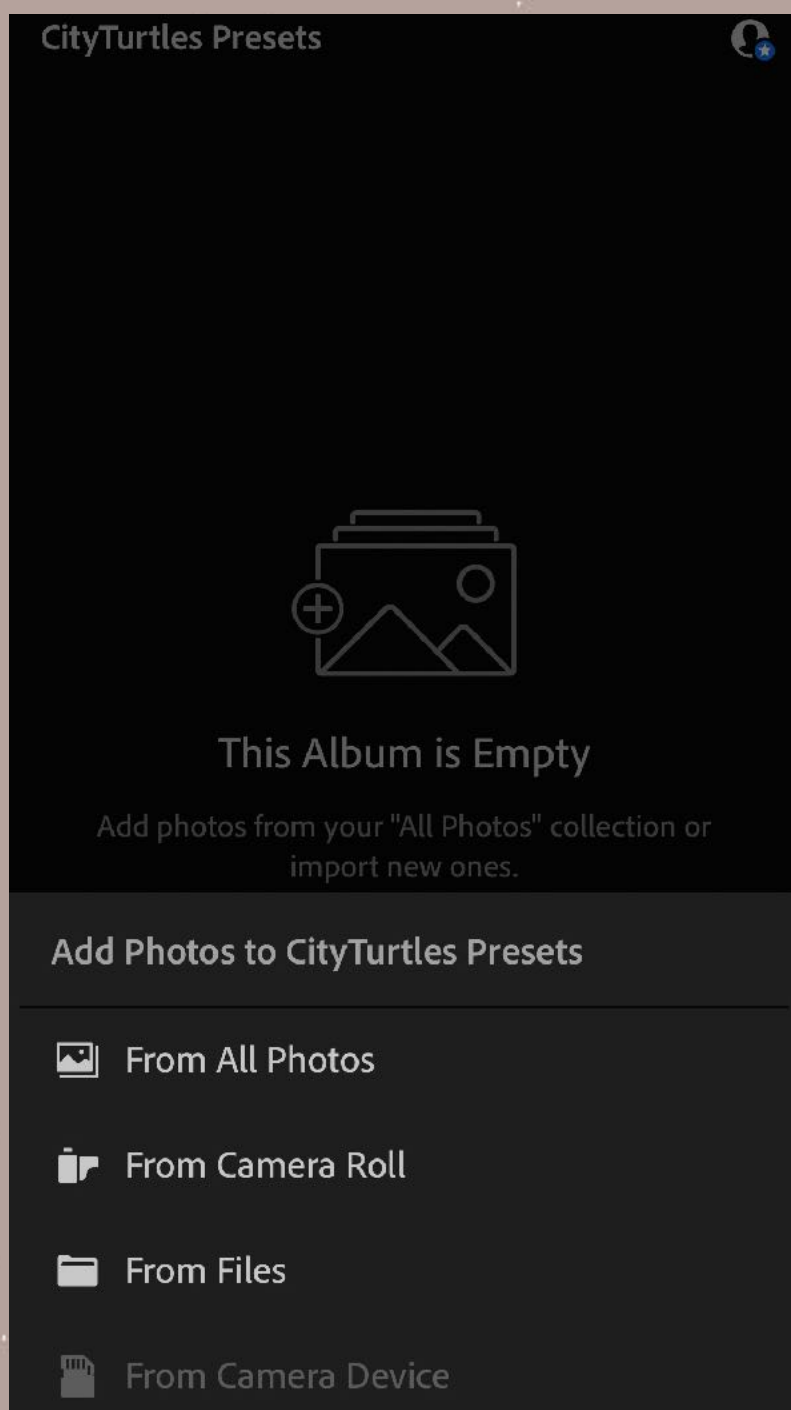 CityTurtles Presets
This Album is Empty
Add photos from your "All Photos" collection or
import new ones.
Add Photos to CityTurtles Presets
From All Photos
From Camera Roll
From Files
From Camera Device